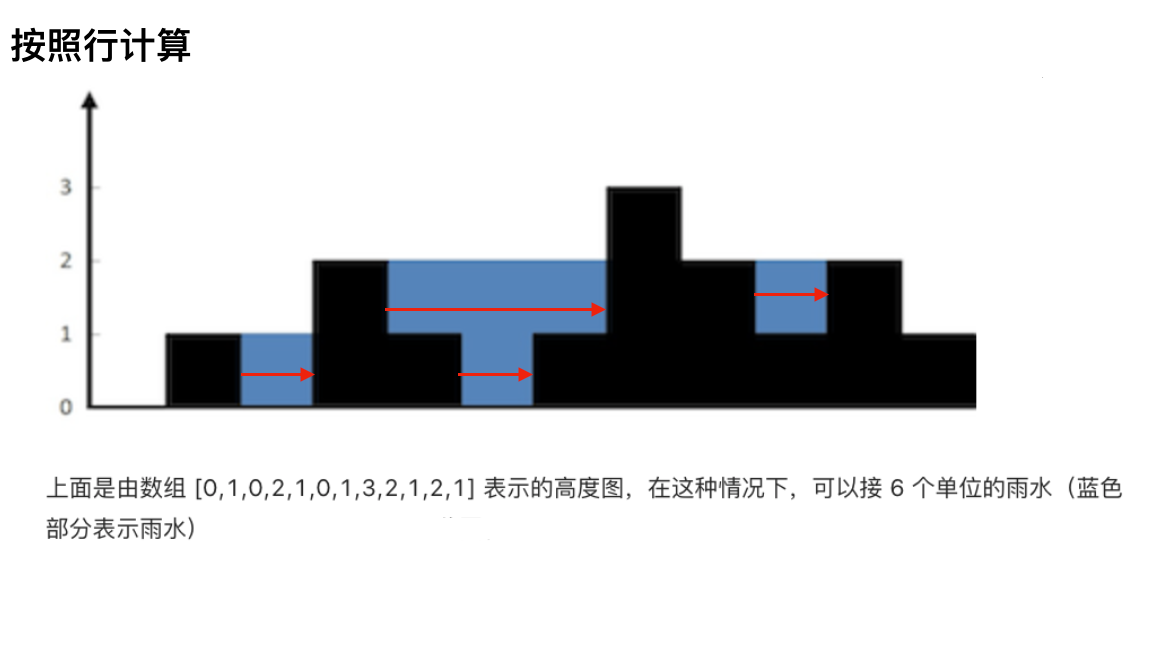 按照行计算
3
2
1
0
上面是由数组 [0,1,0,2,1,0,1,3,2,1,2,1] 表示的高度图，在这种情况下，可以接 6 个单位的雨水（蓝色
部分表示雨水）